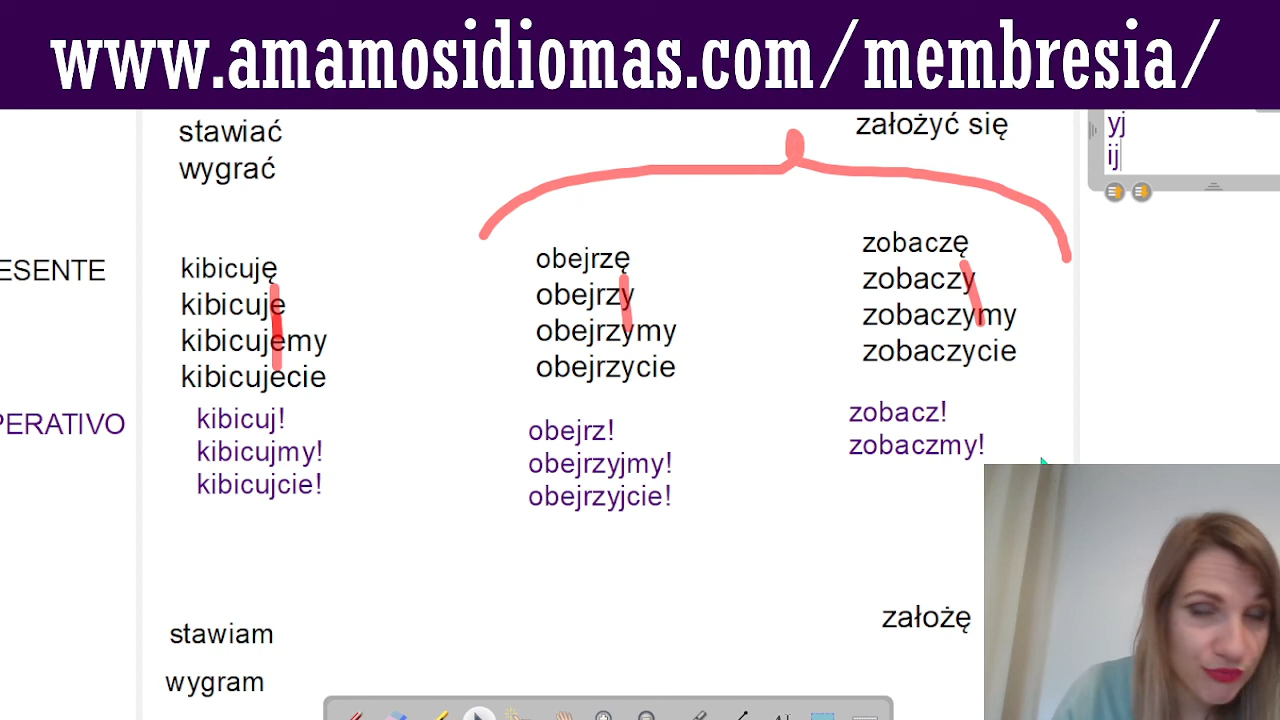 www.amamosidiomas.com/membresia/
stawiać
wygrać
założyć się
yj
ij
ESENTE
kibicuję
kibicuje
kibicujemy
kibicujecie
obejrzę
obejrzy
obejrzymy
obejrzycie
zobaczę
zobaczy
zobaczymy
zobaczycie
PERATIVO
kibicuj!
kibicujmy!
kibicujcie!
obejrz!
obejrzyjmy!
obejrzyjcie!
zobacz!
zobaczmy!
stawiam
wygram
założę